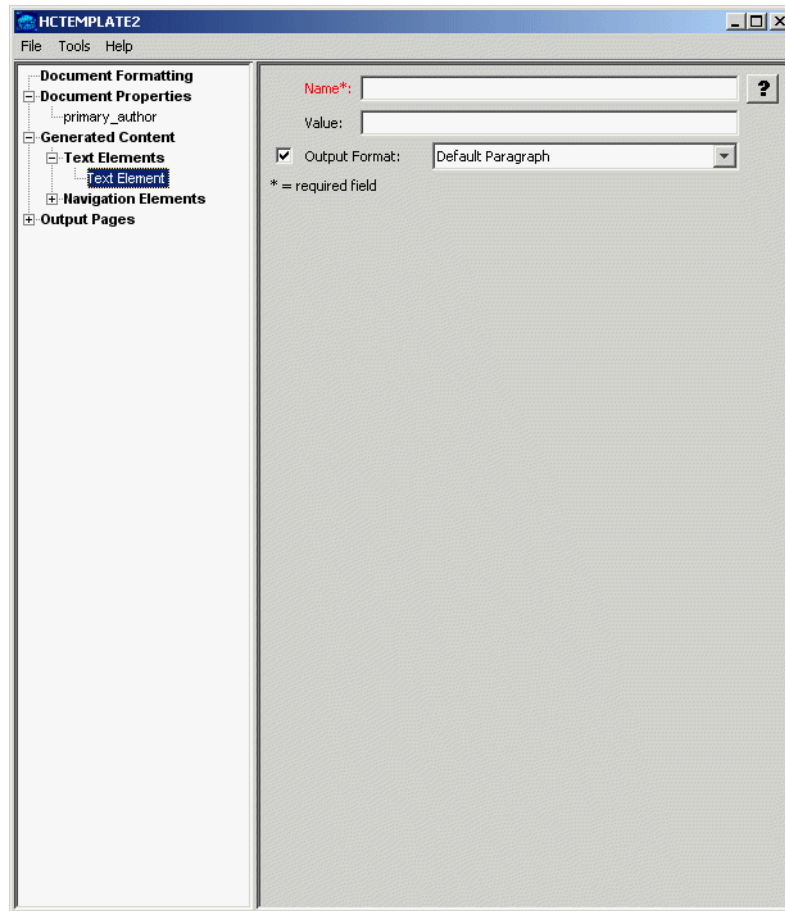 HCTEMPLATE2
File Tools Help
Document Formatting
Document Properties
primary_author
Generated Content
Text Elements
Text Element
Navigation Elements
Output Pages
Name*:
?
Value:
Output Format: Default Paragraph
* = required field